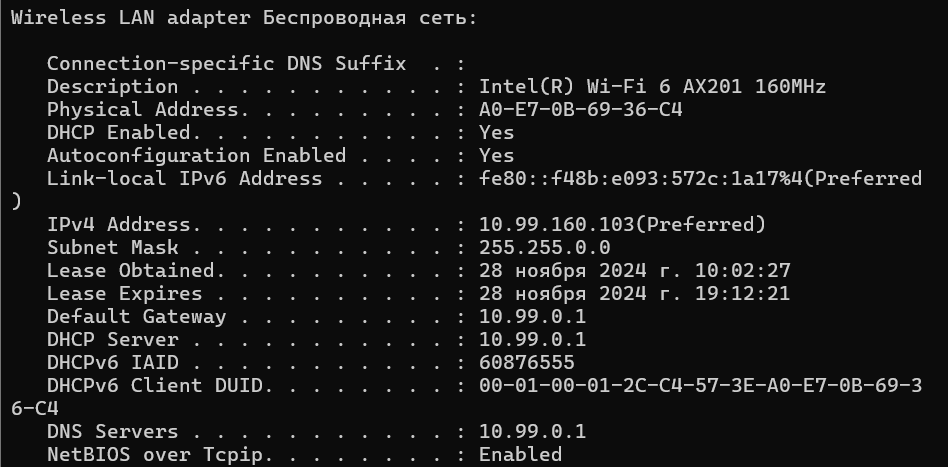 Wireless LAN adapter Беспроводная сеть:
Connection-specific DNS Suffix  . :
Description . . . . . . . . . . . : Intel(R) Wi-Fi 6 AX201 160MHz
Physical Address. . . . . . . . . : A0-E7-0B-69-36-C4
DHCP Enabled. . . . . . . . . . . : Yes
Autoconfiguration Enabled . . . . : Yes
Link-local IPv6 Address . . . . . : fe80::f48b:e093:572c:1a17%4(Preferred
)
IPv4 Address. . . . . . . . . . . : 10.99.160.103(Preferred)
Subnet Mask . . . . . . . . . . . : 255.255.0.0
Lease Obtained. . . . . . . . . . : 28 ноября 2024 г. 10:02:27
Lease Expires . . . . . . . . . . : 28 ноября 2024 г. 19:12:21
Default Gateway . . . . . . . . . : 10.99.0.1
DHCP Server . . . . . . . . . . . : 10.99.0.1
DHCPv6 IAID . . . . . . . . . . . : 60876555
DHCPv6 Client DUID. . . . . . . . : 00-01-00-01-2C-C4-57-3E-A0-E7-0B-69-3
6-C4
DNS Servers . . . . . . . . . . . : 10.99.0.1
NetBIOS over Tcpip. . . . . . . . : Enabled